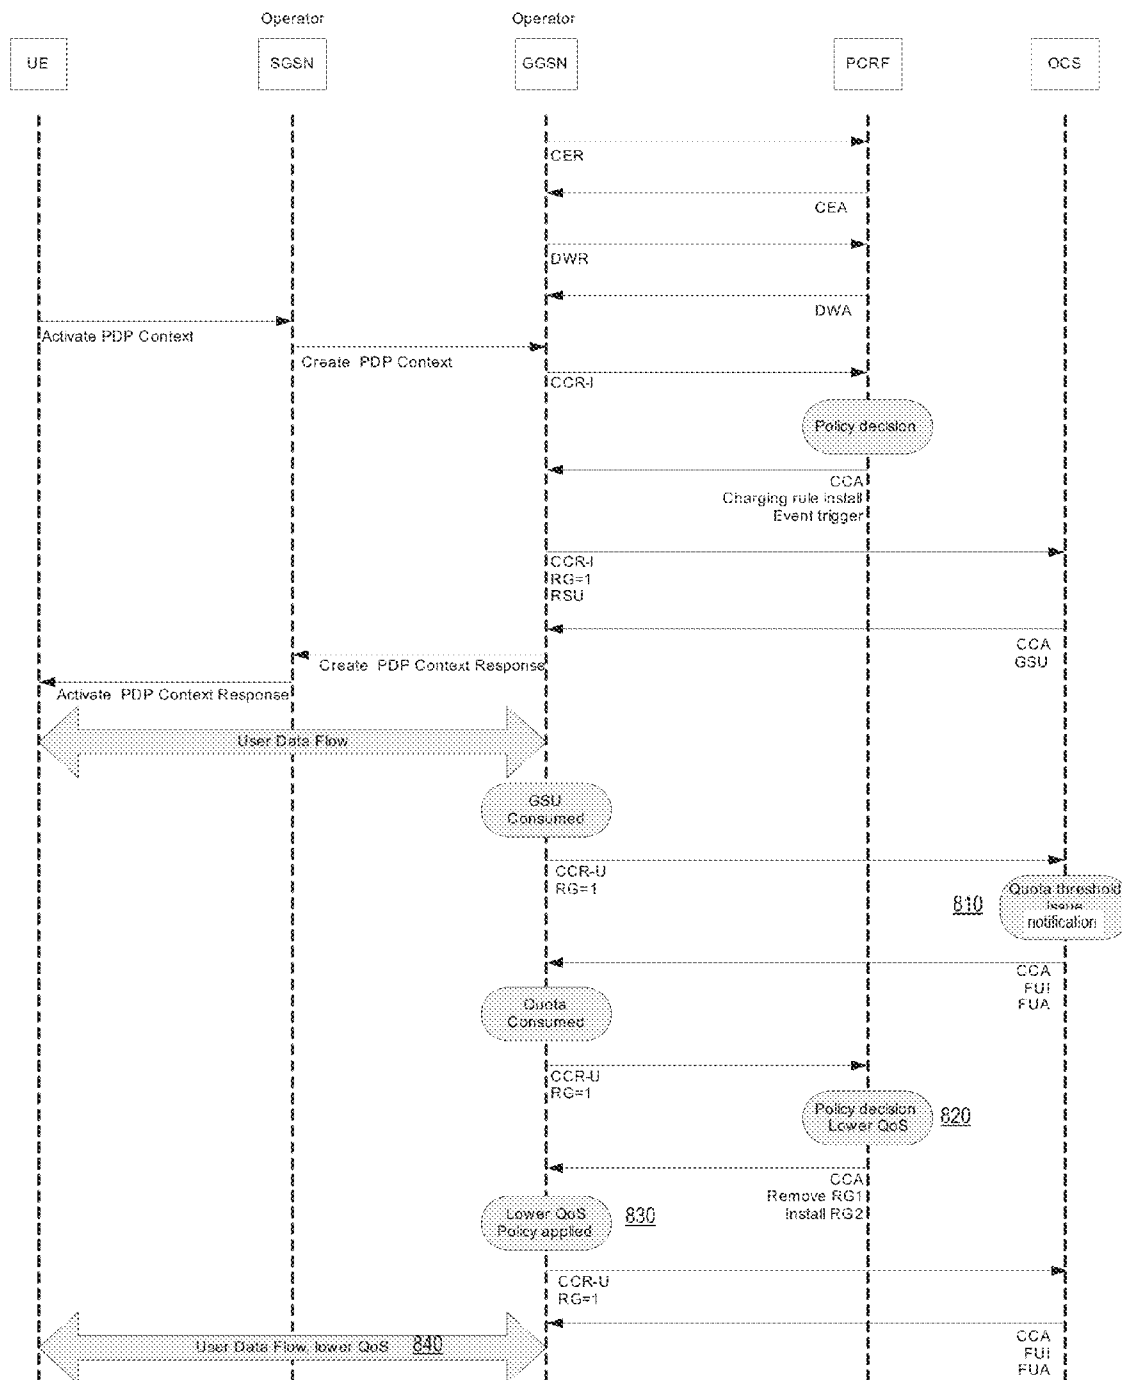 Operator
Operator
UE
SGSN
GGSN
PCRF
OCS
CER
CEA
DWR
DWA
Activate PDP Context
Create PDP Context
CCR-I
Policy decision
CCA
Charging rule install
Event trigger
CCR-I
RG=1
RSU
CCA
GSU
Create PDP Context Response
Activate PDP Context Response
User Data Flow
GSU
Consumed
CCR-U
RG=1
810
Quota threshold
issue
notification
CCA
FUI
FUA
Quota
Consumed
CCR-U
RG=1
Policy decision
Lower QoS
820
CCA
Remove RG1
Install RG2
Lower QoS
Policy applied
830
CCR-U
RG=1
User Data Flow, lower QoS
840
CCA
FUI
FUA